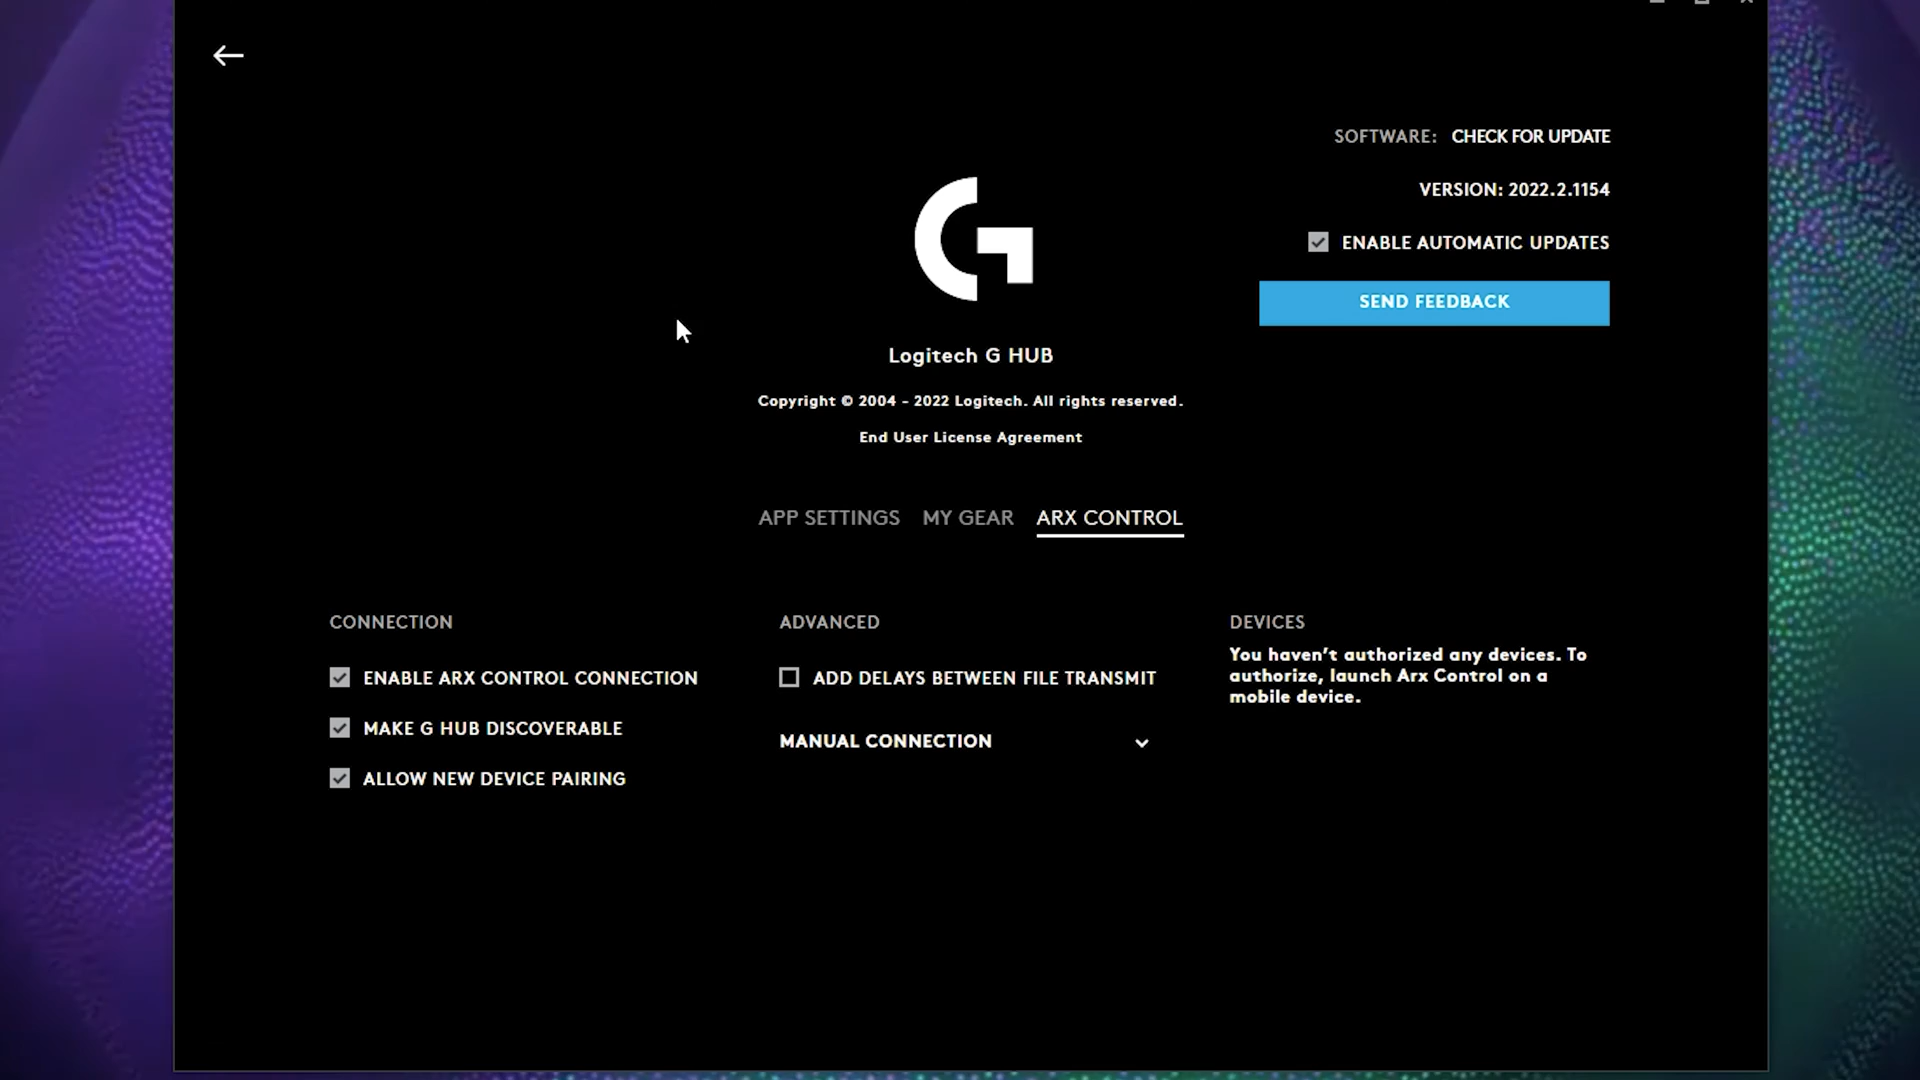 SOFTWARE: CHECK FOR UPDATE
VERSION: 2022.2.1154
ENABLE AUTOMATIC UPDATES
SEND FEEDBACK
Logitech G HUB
Copyright © 2004 - 2022 Logitech. All rights reserved.
End User License Agreement
APP SETTINGS MY GEAR ARX CONTROL
CONNECTION
ENABLE ARX CONTROL CONNECTION
MAKE G HUB DISCOVERABLE
ALLOW NEW DEVICE PAIRING
ADVANCED
ADD DELAYS BETWEEN FILE TRANSMIT
MANUAL CONNECTION
DEVICES
You haven't authorized any devices. To
authorize, launch Arx Control on a
mobile device.